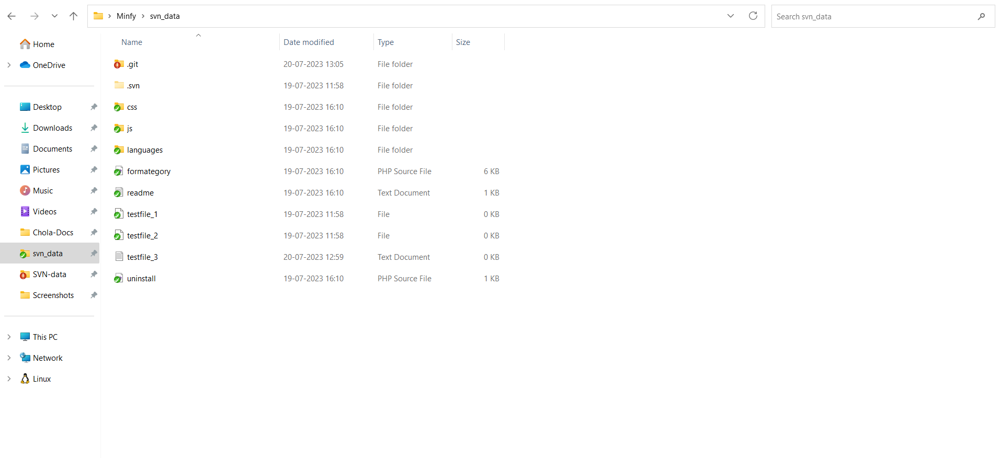 Minfy svn_data
Search svn_data
Home
OneDrive
Desktop
Downloads
Documents
Pictures
Music
Videos
Chola-Docs
svn_data
SVN-data
Screenshots
This PC
Network
Linux
Name Date modified Type Size
.git 20-07-2023 13:05 File folder
.svn 19-07-2023 11:58 File folder
css 19-07-2023 16:10 File folder
js 19-07-2023 16:10 File folder
languages 19-07-2023 16:10 File folder
formategory 19-07-2023 16:10 PHP Source File 6 KB
readme 19-07-2023 16:10 Text Document 1 KB
testfile_1 19-07-2023 11:58 File 0 KB
testfile_2 19-07-2023 11:58 File 0 KB
testfile_3 20-07-2023 12:59 Text Document 0 KB
uninstall 19-07-2023 16:10 PHP Source File 1 KB